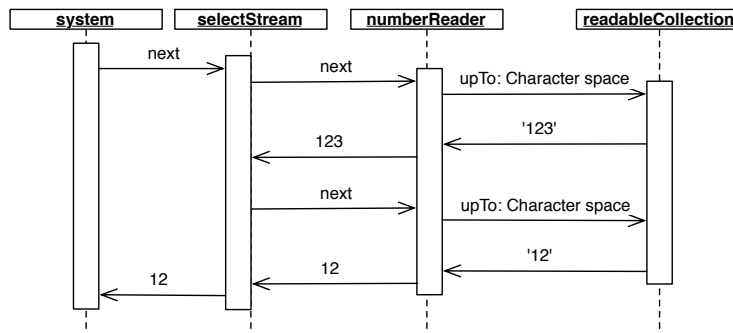 system
selectStream
numberReader
readableCollection
next
next
upTo: Character space
'123'
123
next
upTo: Character space
'12'
12
12